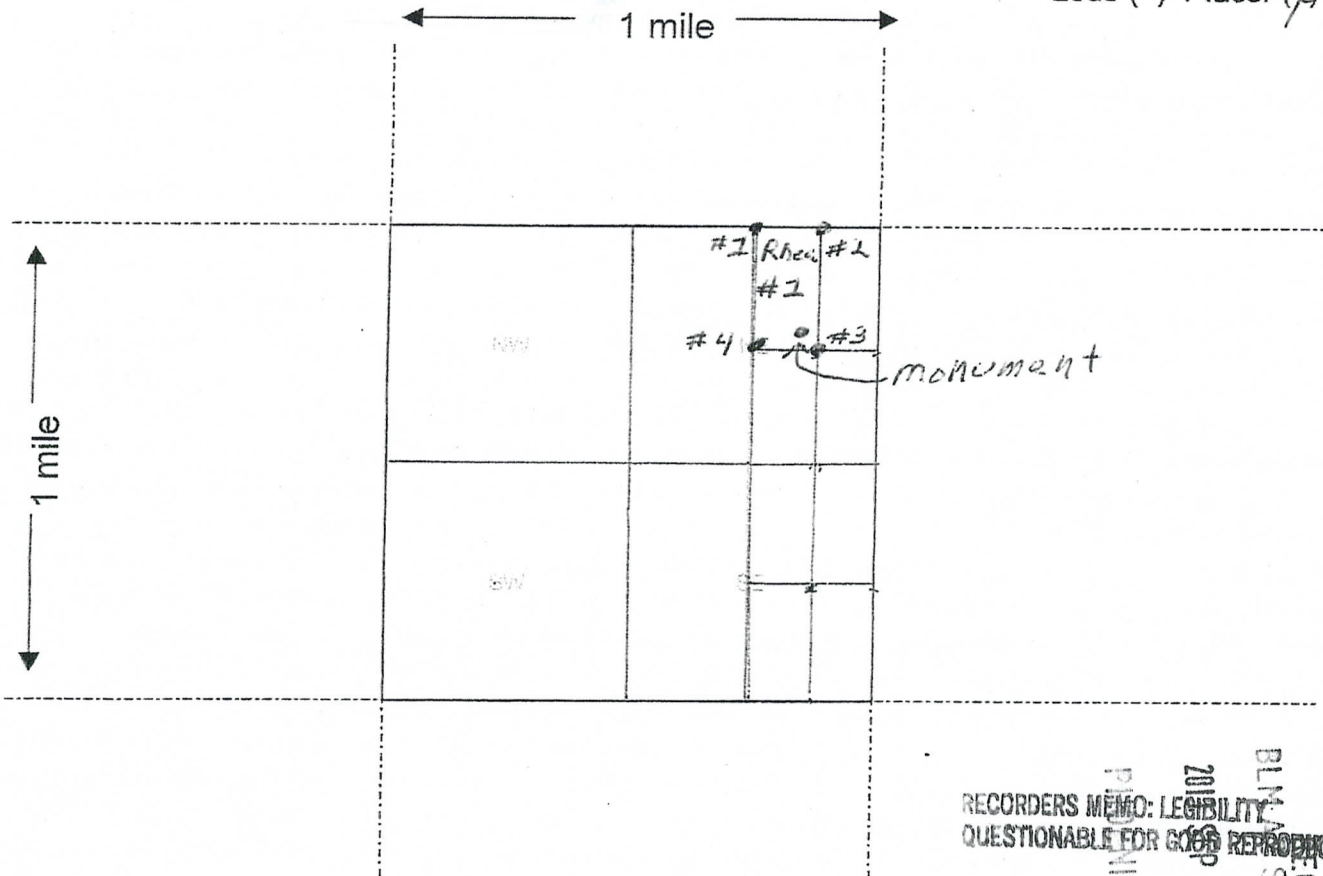 1 mile
#1 Rhea #2
#1
#4 #3
monument
NW
1 mile
SW SE
BLM
RECORDERS MEMO: LEGIBILITY
QUESTIONABLE FOR GOOD